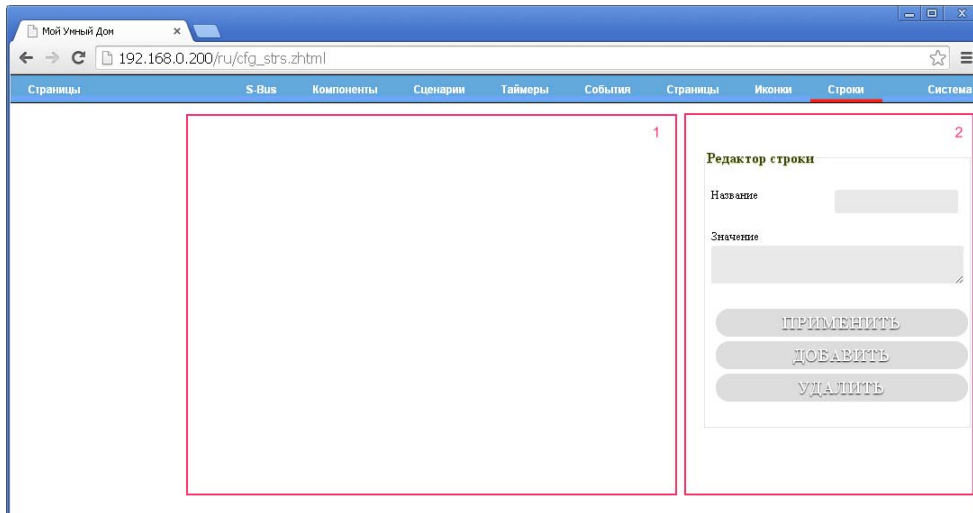 Мой Умный Дом
192.168.0.200/ru/cfg_strs.zhtml
Страницы S-Bus Компоненты Сценарии Таймеры События Страницы Иконки Строки Система
1
2
Редактор строки
Название
Значение
ПРИМЕНИТЬ
ДОБАВИТЬ
УДАЛИТЬ